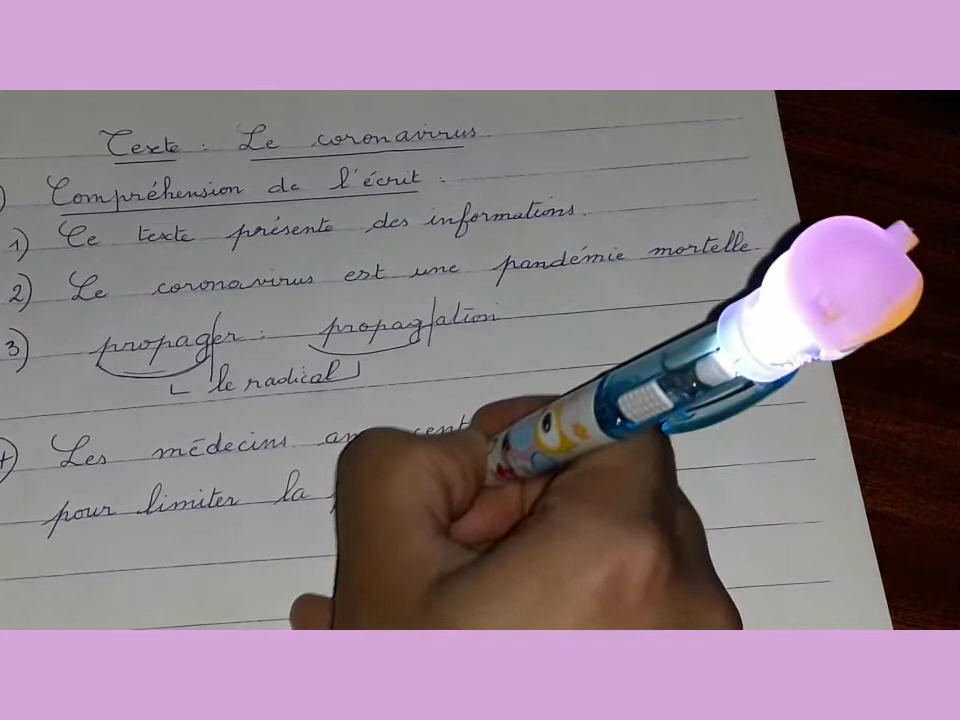 Texte : Le coronavirus.
) Compréhension de l'écrit :
1) Ce texte présente des informations.
2) Le coronavirus est une pandémie mortelle.
3) propager : propagation
le radical
) Les médecins
pour limiter la